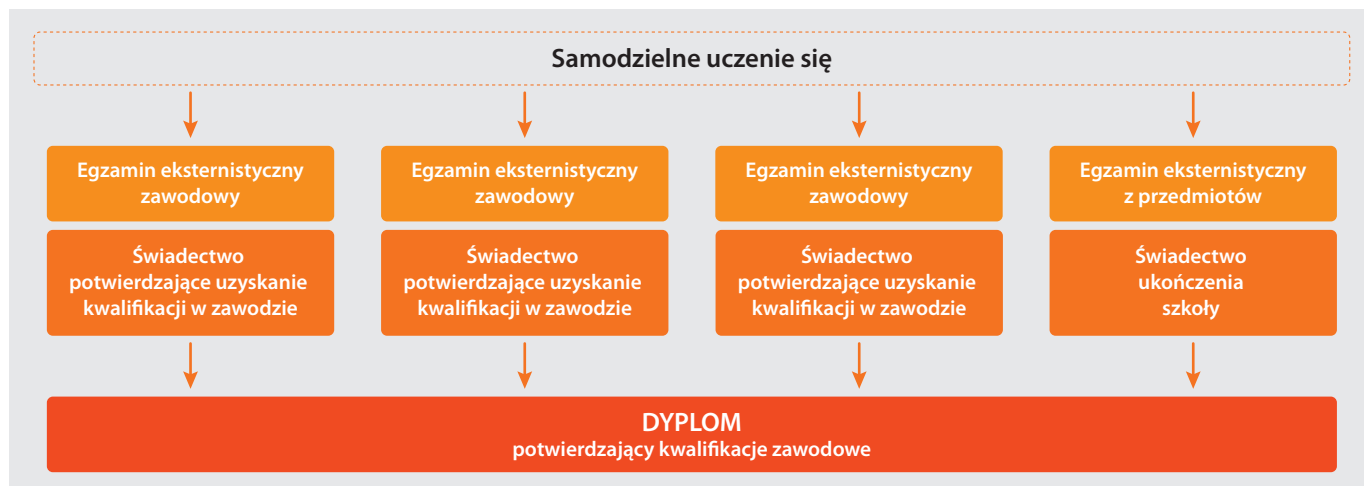 Samodzielne uczenie się
Egzamin eksternistyczny
zawodowy
Świadectwo
potwierdzające uzyskanie
kwalifikacji w zawodzie
Egzamin eksternistyczny
zawodowy
Świadectwo
potwierdzające uzyskanie
kwalifikacji w zawodzie
Egzamin eksternistyczny
zawodowy
Świadectwo
potwierdzające uzyskanie
kwalifikacji w zawodzie
Egzamin eksternistyczny
z przedmiotów
Świadectwo
ukończenia
szkoły
DYPLOM
potwierdzający kwalifikacje zawodowe